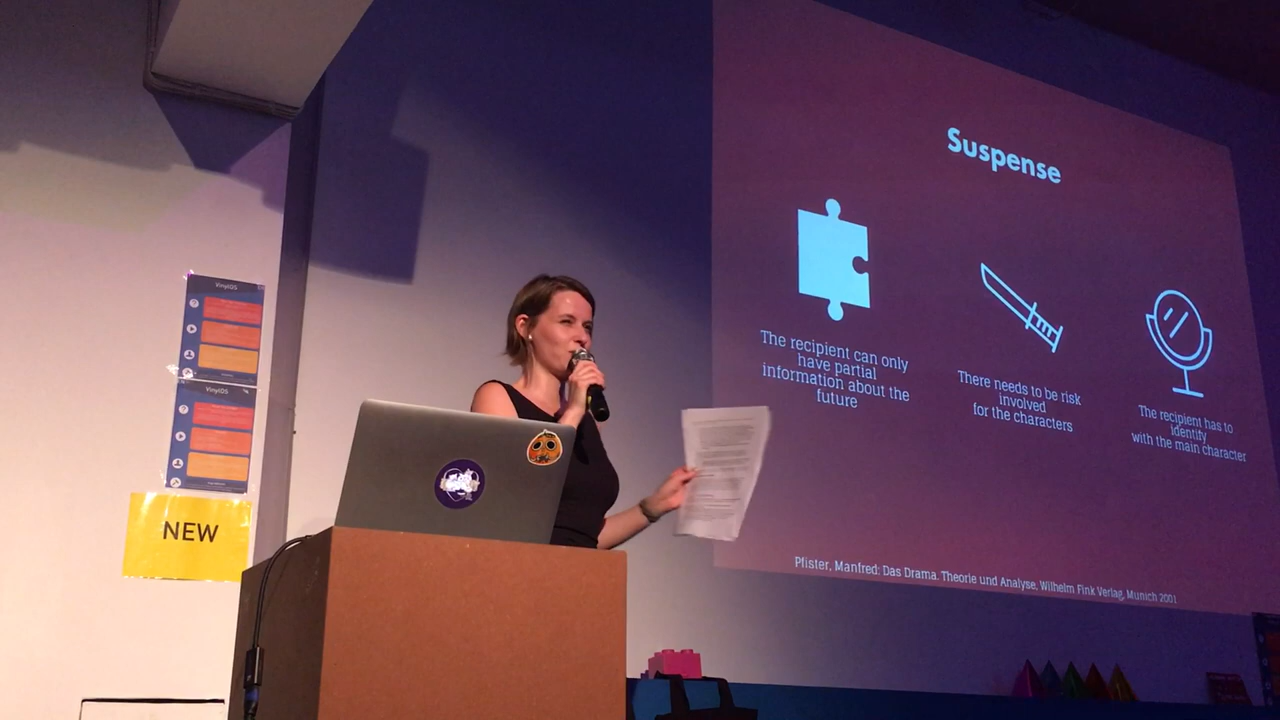 Suspense
The recipient can only
have partial
information about the
future
There needs to be risk
involved
for the characters
The recipient has to
identify
with the main character
Pfister, Manfred: Das Drama. Theorie und Analyse. Wilhelm Fink Verlag, Munich 2001
VinylOS
VinylOS
NEW